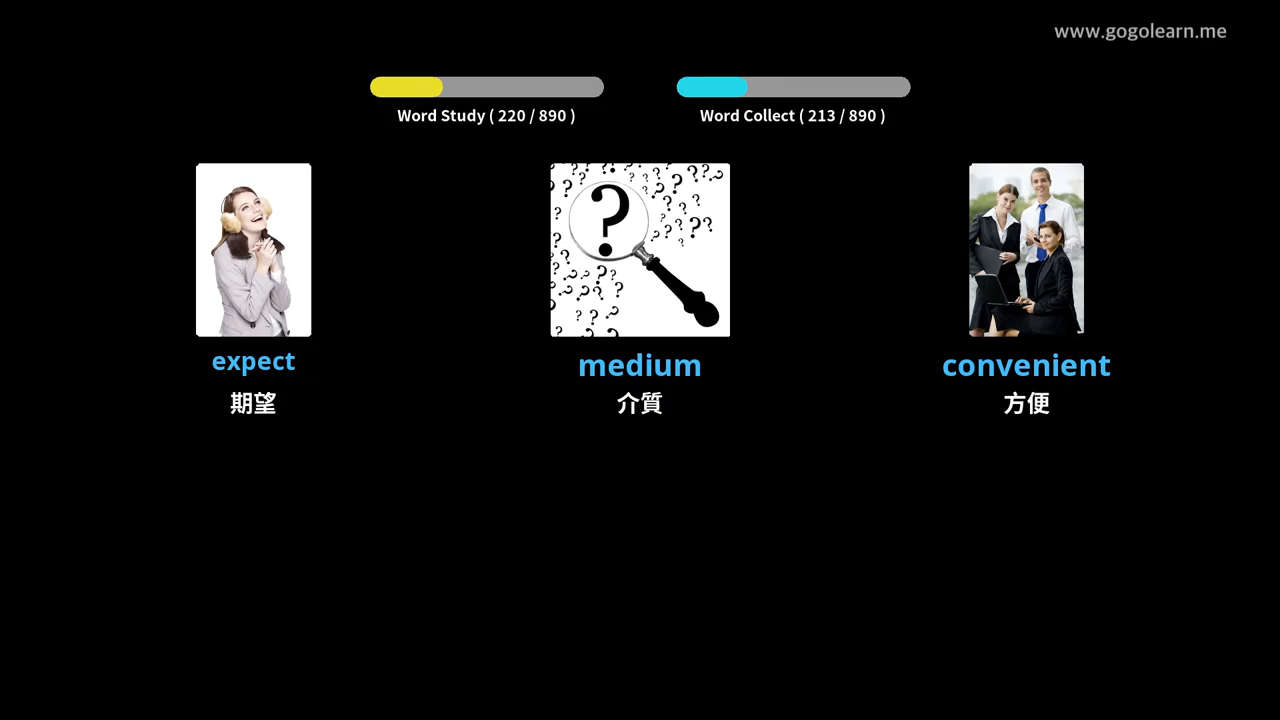 www.gogolearn.me
Word Study ( 220 / 890 )
Word Collect ( 213 / 890 )
expect
medium
convenient
期望
介質
方便